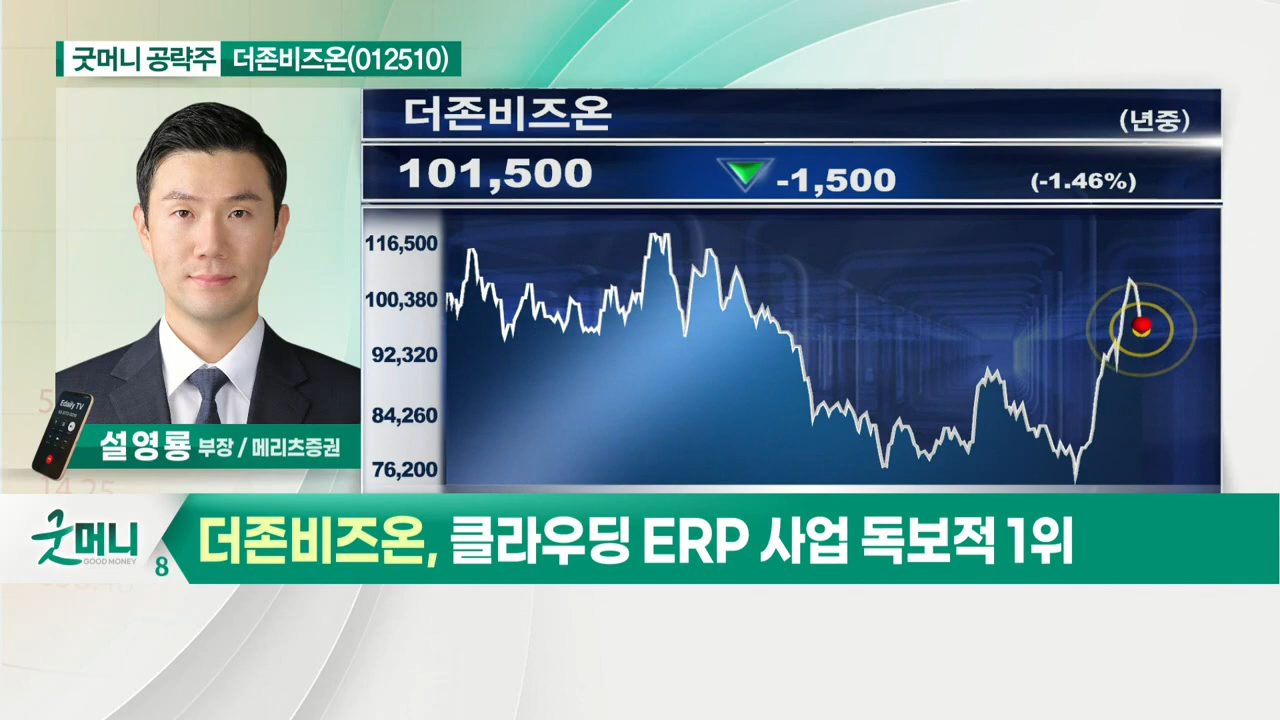 굿머니 공략주 더존비즈온(012510)
더존비즈온 (년중)
101,500 -1,500 (-1.46%)
116,500
100,380
92,320
84,260
76,200
Edaily TV
설영룡 부장 / 메리츠증권
굿머니
GOOD MONEY
8
더존비즈온, 클라우딩 ERP 사업 독보적 1위